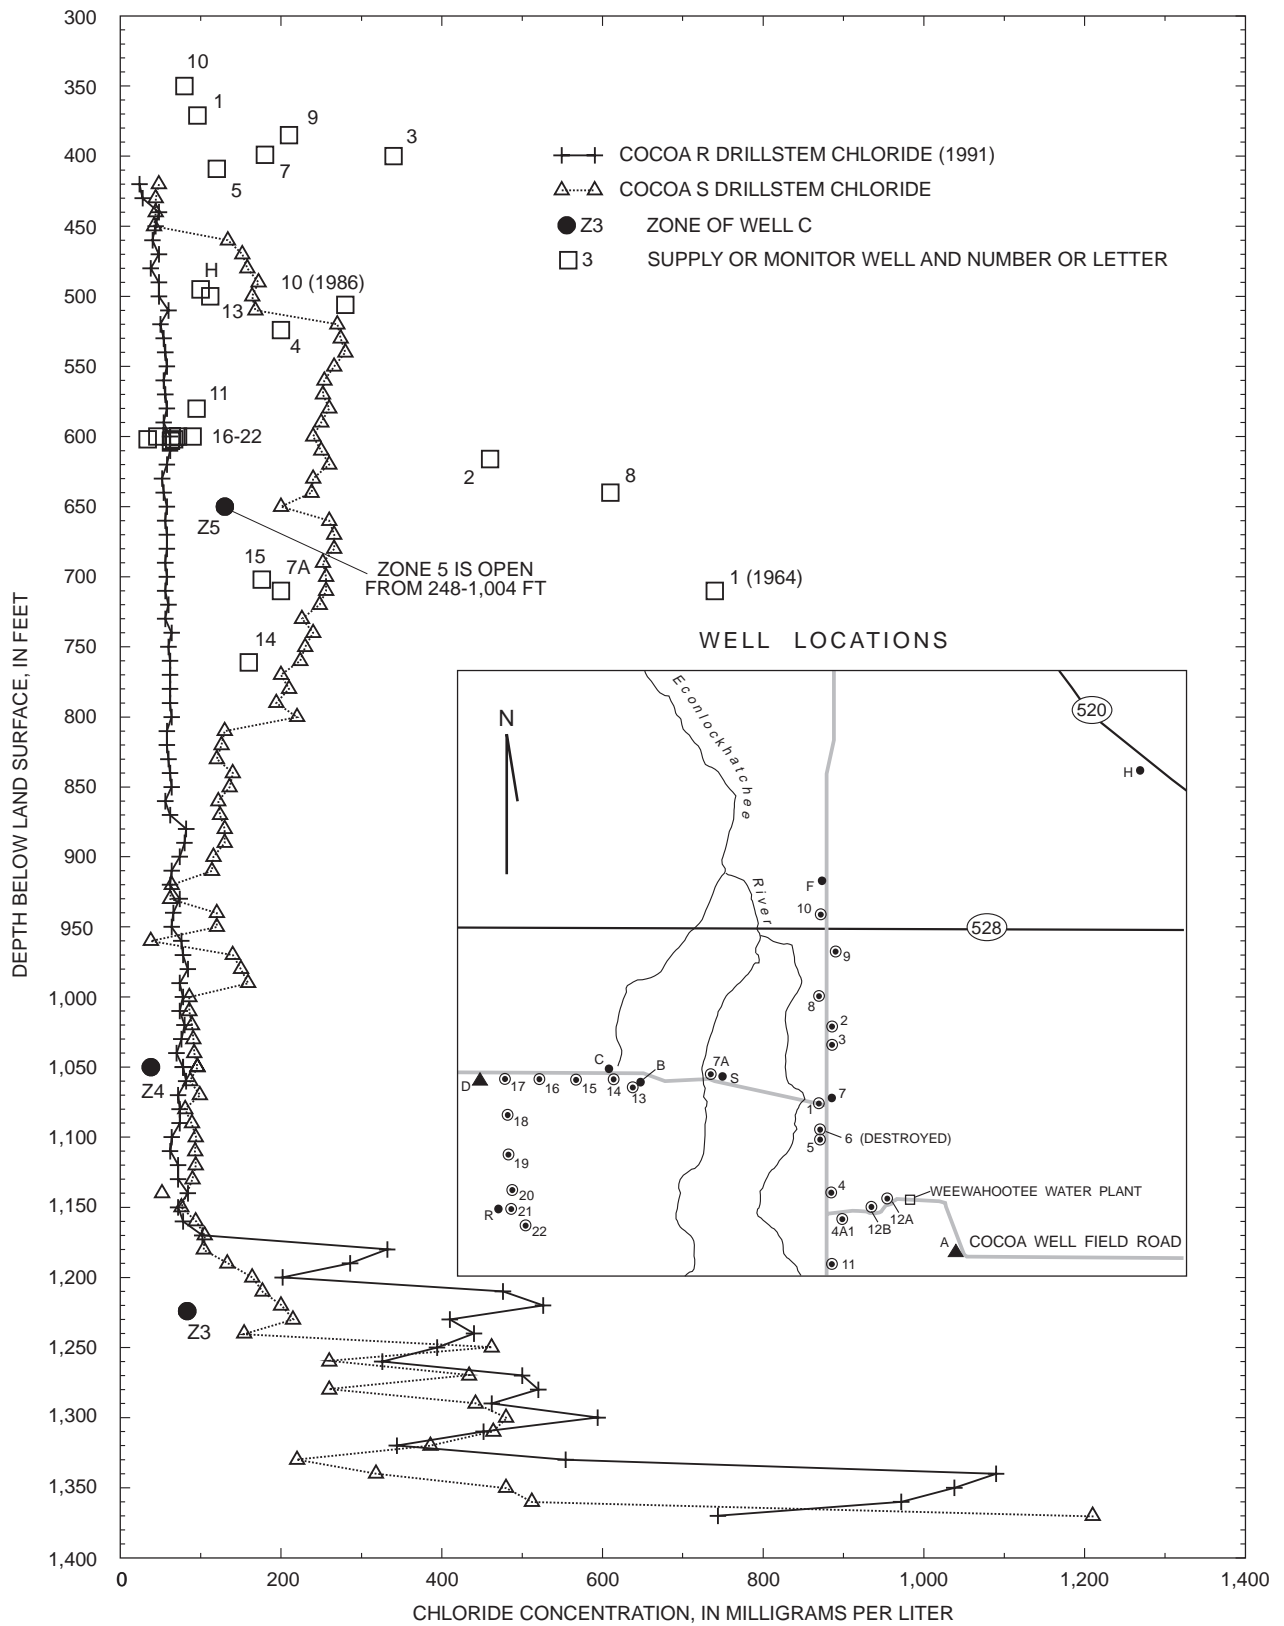 300
350
400
450
500
550
600
650
700
750
800
850
900
950
1,000
1,050
1,100
1,150
1,200
1,250
1,300
1,350
1,400
DEPTH BELOW LAND SURFACE, IN FEET
0
200
400
600
800
1,000
1,200
1,400
CHLORIDE CONCENTRATION, IN MILLIGRAMS PER LITER
10
1
9
3
7
5
COCOA R DRILLSTEM CHLORIDE (1991)
COCOA S DRILLSTEM CHLORIDE
Z3 ZONE OF WELL C
3 SUPPLY OR MONITOR WELL AND NUMBER OR LETTER
H
10 (1986)
13
4
11
16-22
2
8
Z5
15
7A
ZONE 5 IS OPEN
FROM 248-1,004 FT
1 (1964)
14
Z4
Z3
WELL LOCATIONS
N
Econlockhatchee
River
520
H
F
10
528
9
8
2
3
C
B
7A
S
D
17
16
15
14
13
7
1
18
6 (DESTROYED)
5
19
20
R
21
22
4
WEEWAHOOTEE WATER PLANT
12A
12B
4A1
A
COCOA WELL FIELD ROAD
11